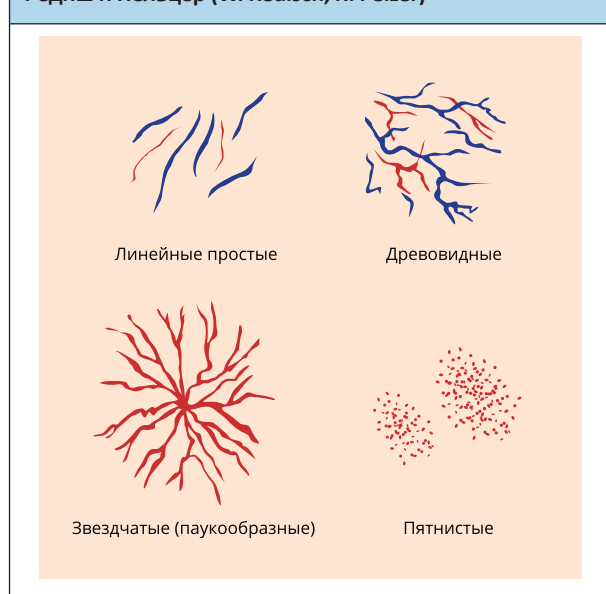 Линейные простые
Древовидные
Звездчатые (паукообразные)
Пятнистые